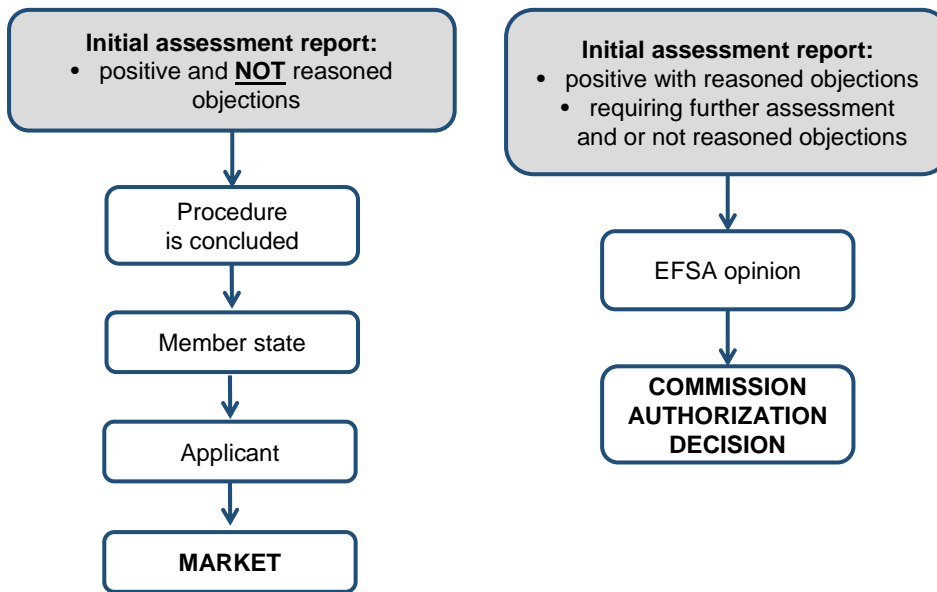 Initial assessment report:
• positive and NOT reasoned
objections
Procedure
is concluded
Member state
Applicant
MARKET
Initial assessment report:
• positive with reasoned objections
• requiring further assessment
and or not reasoned objections
EFSA opinion
COMMISSION
AUTHORIZATION
DECISION